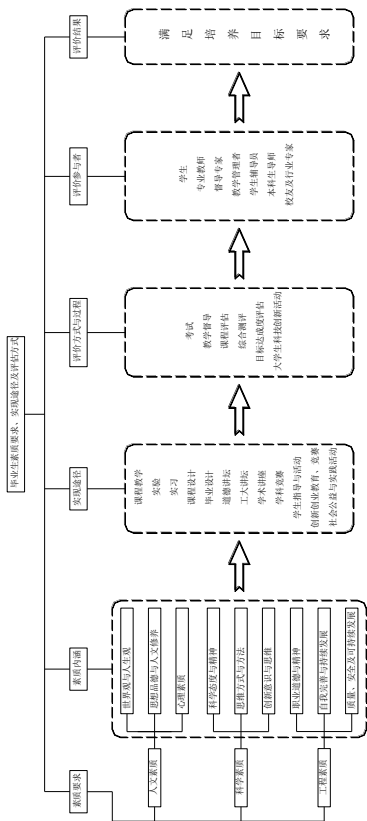 毕业生素质要求、实现途径及评估方式
素质要求
素质内涵
实现途径
评价方式与过程
评价参与者
评价结果
人文素质
科学素质
工程素质
世界观与人生观
思想品德与人文修养
心理素质
科学态度与精神
思维方式与方法
创新意识与思维
职业道德与精神
自我完善与持续发展
质量、安全及可持续发展
课程教学
实验
实习
课程设计
毕业设计
道德讲坛
工大讲坛
学术讲座
学科竞赛
学生指导与活动
创新创业教育、竞赛
社会公益与实践活动
考试
教学督导
课程评估
综合测评
目标达成度评估
大学生科技创新活动
学生
专业教师
督导专家
教学管理者
学生辅导员
本科生导师
校友及行业专家
满足培养目标要求